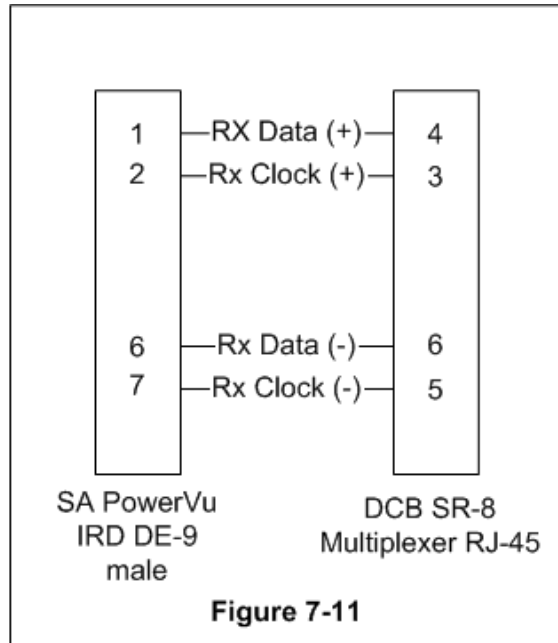 1 RX Data (+) 4
2 Rx Clock (+) 3
6 Rx Data (-) 6
7 Rx Clock (-) 5
SA PowerVu
IRD DE-9
male
DCB SR-8
Multiplexer RJ-45
Figure 7-11